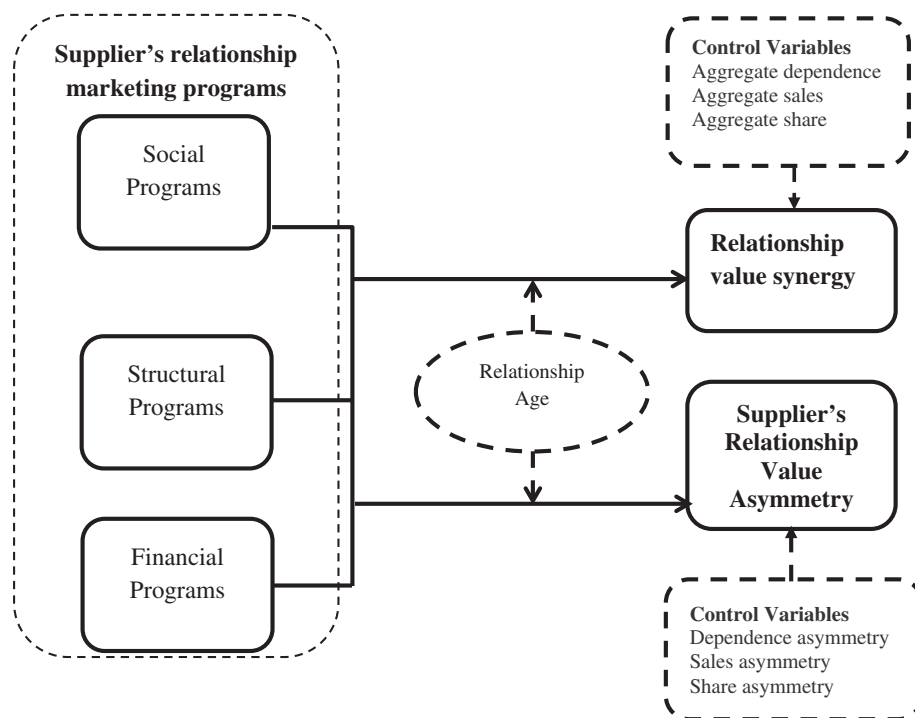 Supplier's relationship
marketing programs
Social
Programs
Structural
Programs
Financial
Programs
Relationship
Age
Control Variables
Aggregate dependence
Aggregate sales
Aggregate share
Relationship
value synergy
Supplier's
Relationship
Value
Asymmetry
Control Variables
Dependence asymmetry
Sales asymmetry
Share asymmetry